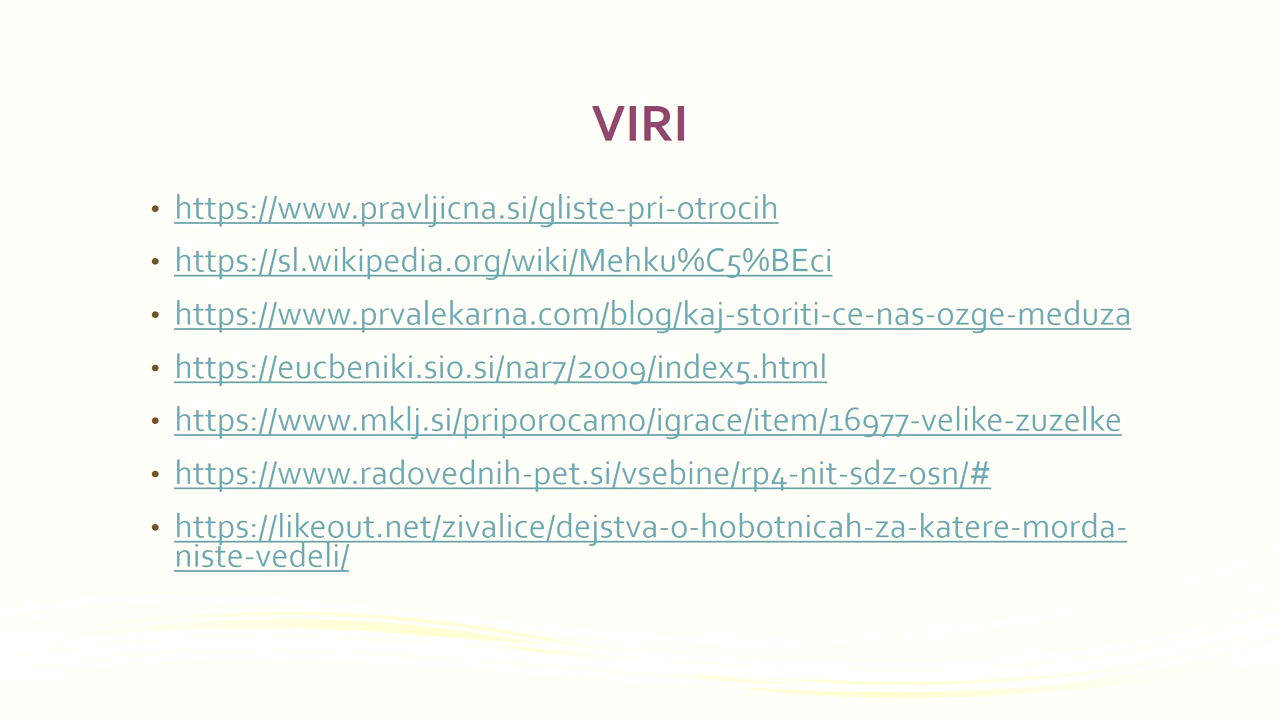 VIRI
• https://www.pravljicna.si/gliste-pri-otrocih
• https://sl.wikipedia.org/wiki/Mehku%C5%BEci
• https://www.prvalekarna.com/blog/kaj-storiti-ce-nas-ozge-meduza
• https://eucbeniki.sio.si/nar7/2009/index5.html
• https://www.mklj.si/priporocamo/igrace/item/16977-velike-zuzelke
• https://www.radovednih-pet.si/vsebine/rp4-nit-sdz-osn/#
• https://likeout.net/zivalice/dejstva-o-hobotnicah-za-katere-morda-
niste-vedeli/